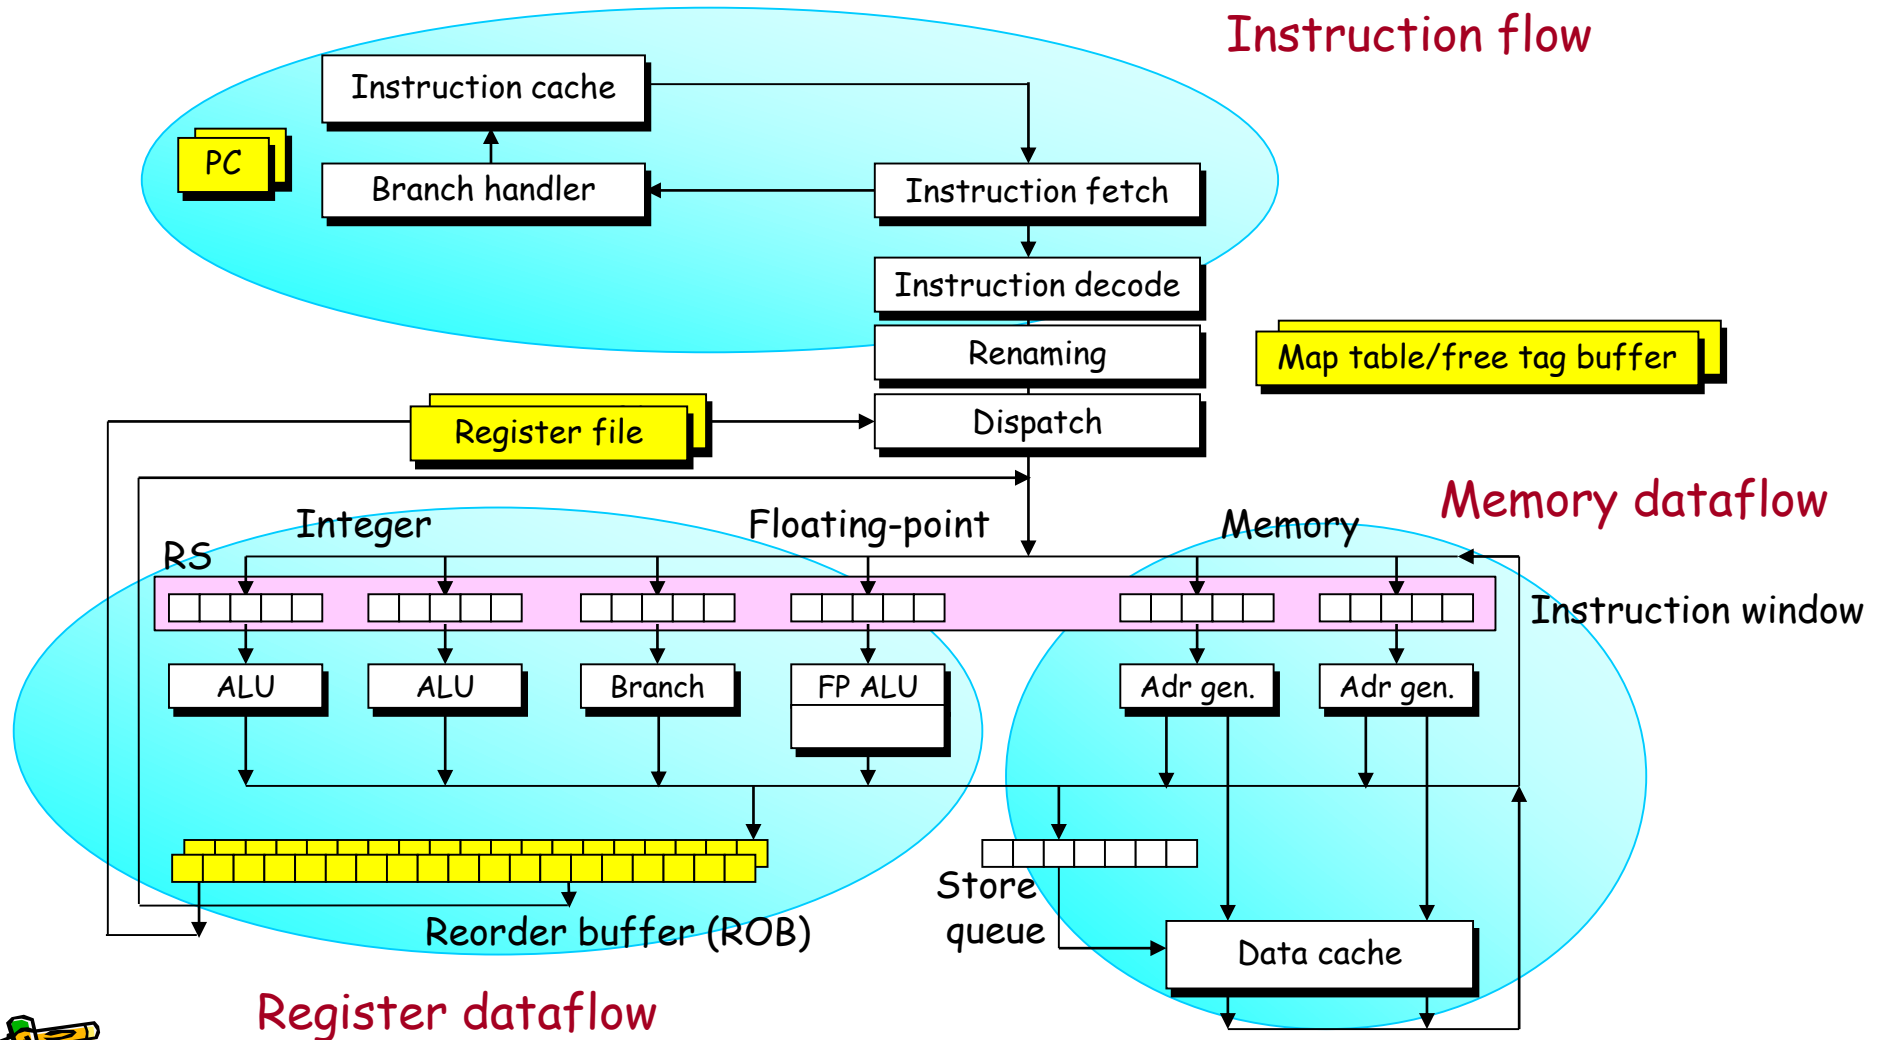 Instruction flow
Instruction cache
PC
Branch handler
Instruction fetch
Instruction decode
Renaming
Map table/free tag buffer
Register file
Dispatch
Memory dataflow
Integer
Floating-point
Memory
RS
Instruction window
ALU
ALU
Branch
FP ALU
Adr gen.
Adr gen.
Store
queue
Reorder buffer (ROB)
Data cache
Register dataflow